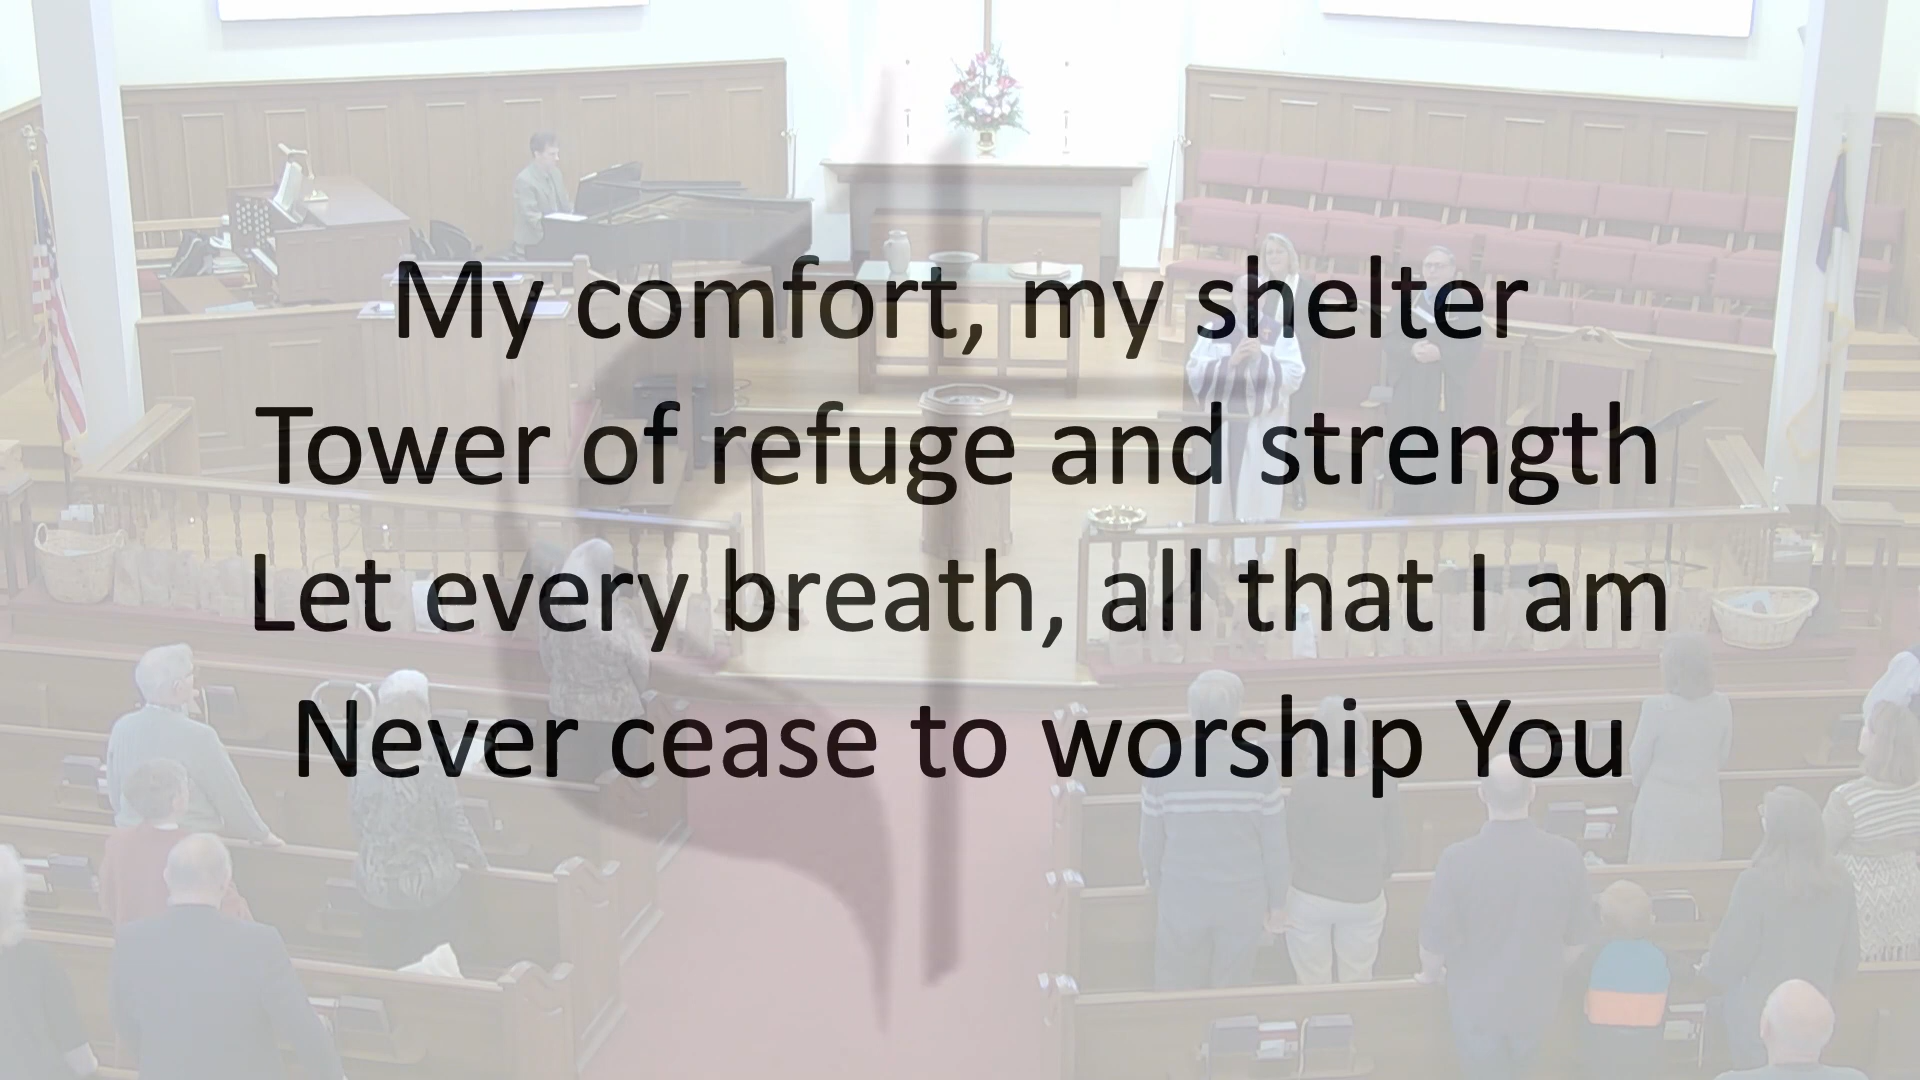 My comfort, my shelter
Tower of refuge and strength
Let every breath, all that I am
Never cease to worship You